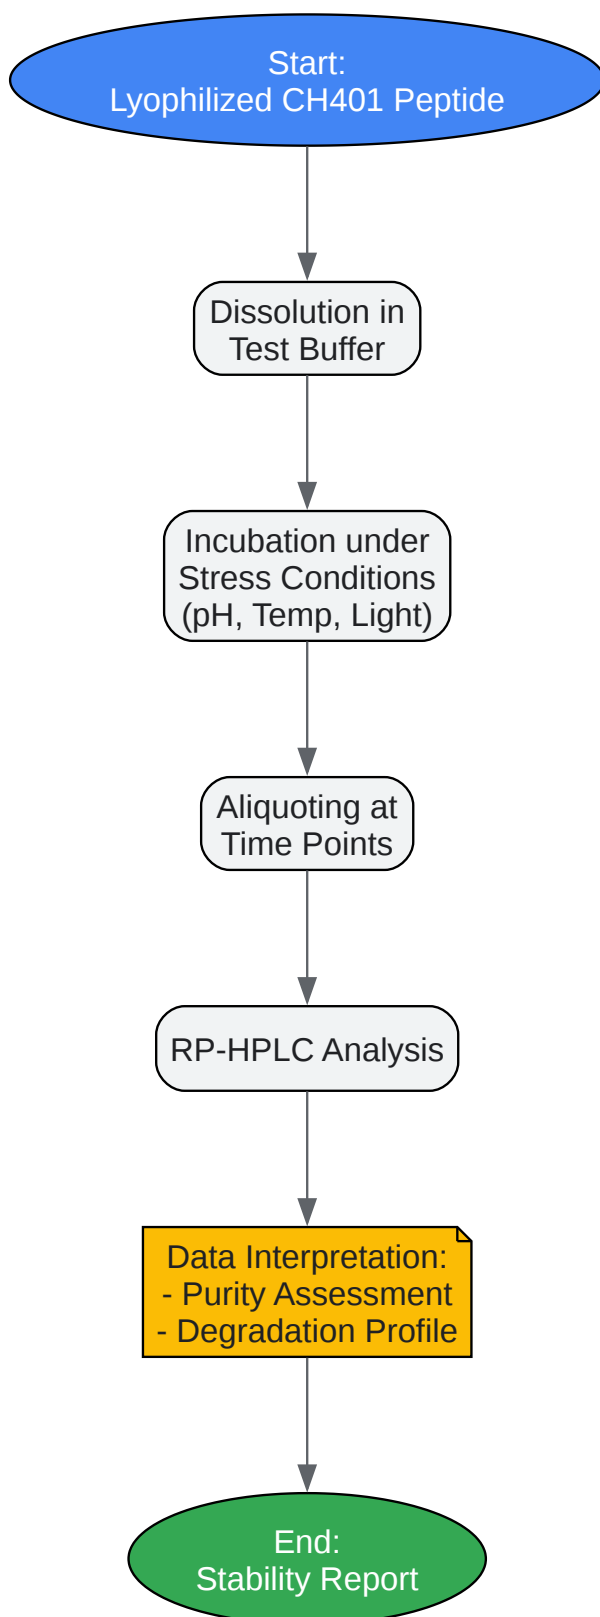 Start:
Lyophilized CH401 Peptide
Dissolution in
Test Buffer
Incubation under
Stress Conditions
(pH, Temp, Light)
Aliquoting at
Time Points
RP-HPLC Analysis
Data Interpretation:
- Purity Assessment
- Degradation Profile
End:
Stability Report